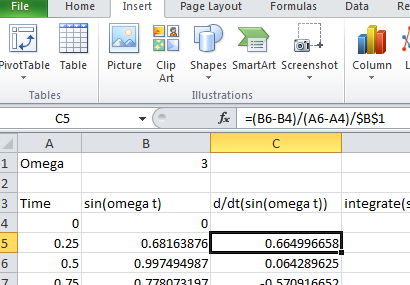 File Home Insert Page Layout Formulas
PivotTable Table Picture Clip Art Shapes SmartArt Screenshot Column
Tables Illustrations
C5 fx =(B6-B4)/(A6-A4)/$B$1
A B C
1 Omega 3
2
3 Time sin(omega t) d/dt(sin(omega t)) integrate(s
4 0 0
5 0.25 0.68163876 0.664996658
6 0.5 0.997494987 0.064289625
7 0.75 0.778073197 -0.570916652